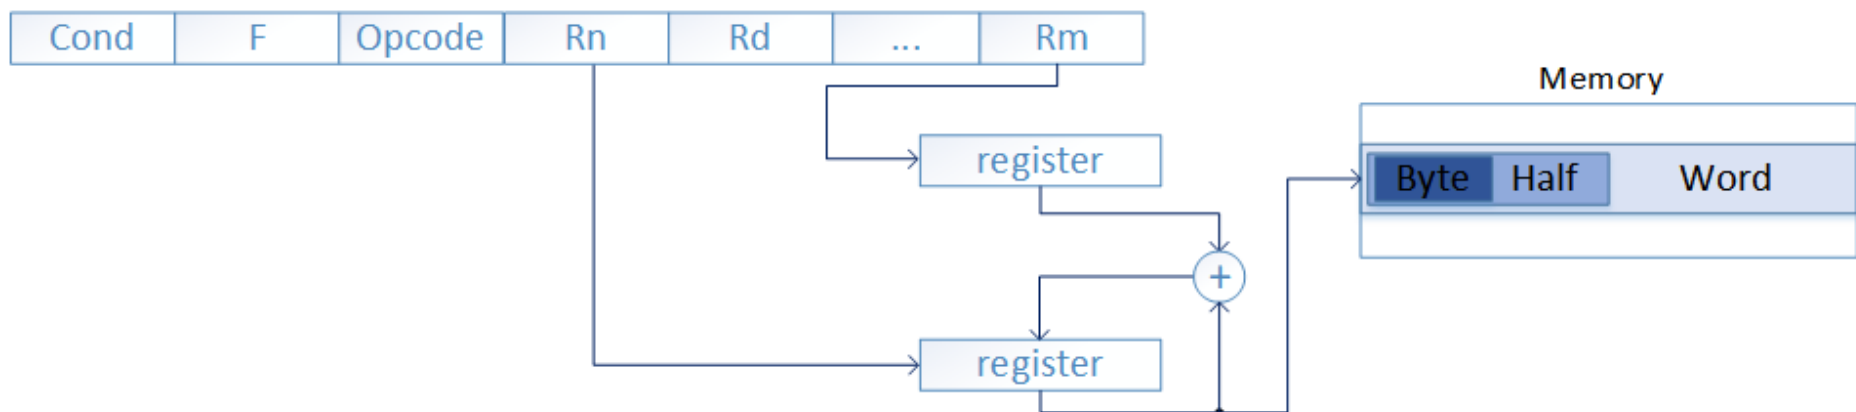 Cond F Opcode Rn Rd ... Rm
Memory
register
Byte Half Word
+
register